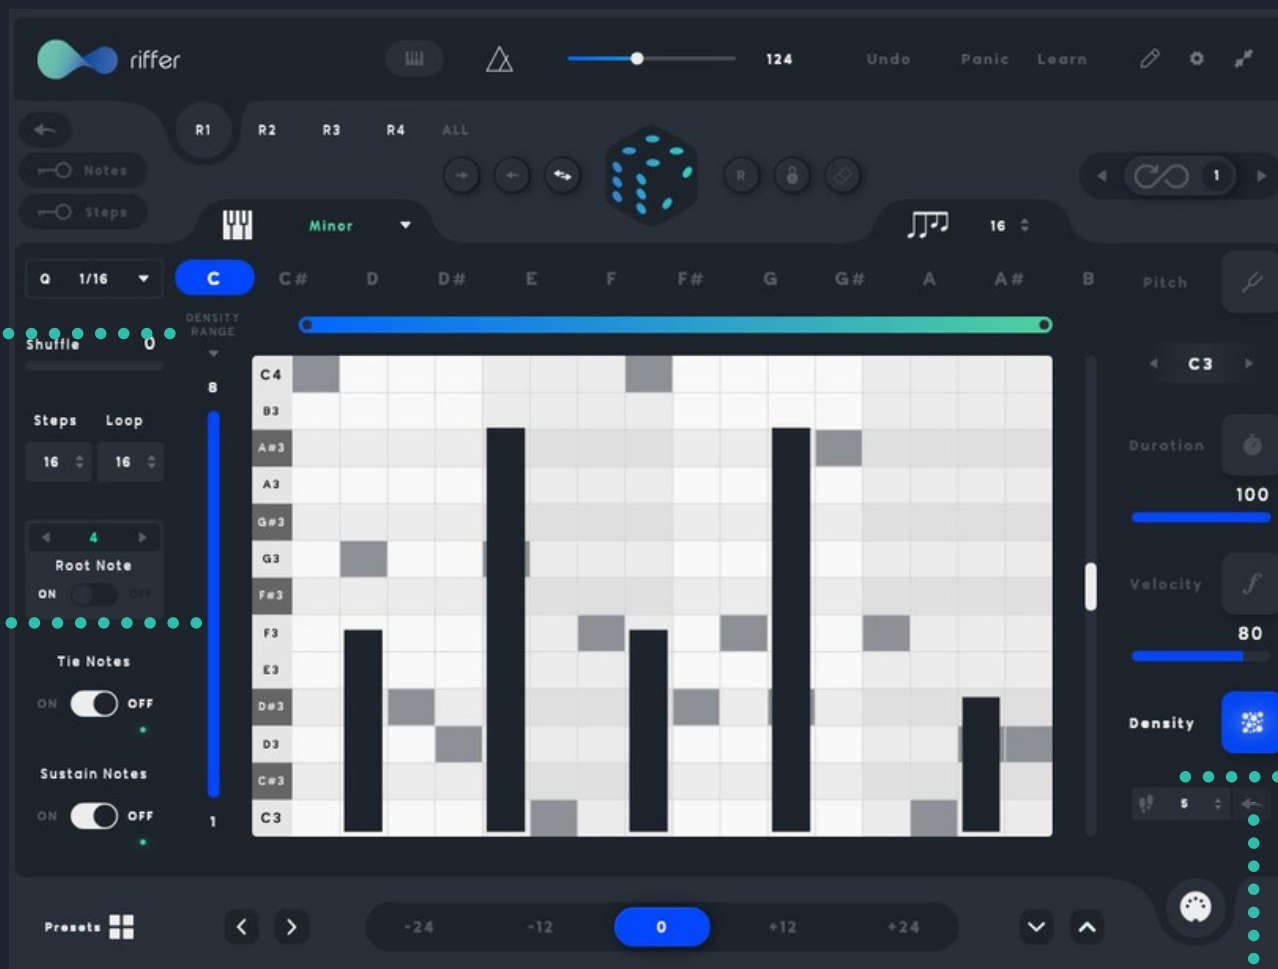 riffer
124
Undo
Panic
Learn
R1
R2
R3
R4
ALL
Notes
Steps
R
1
Minor
16
Q 1/16
C
C#
D
D#
E
F
F#
G
G#
A
A#
B
Pitch
DENSITY
RANGE
Shuffle 0
8
C3
Steps Loop
16 16
4
Root Note
ON OFF
Tie Notes
ON OFF
Sustain Notes
ON OFF
1
C4
B3
A#3
A3
G#3
G3
F#3
F3
E3
D#3
D3
C#3
C3
Duration
100
Velocity
f
80
Density
5
Presets
-24
-12
0
+12
+24